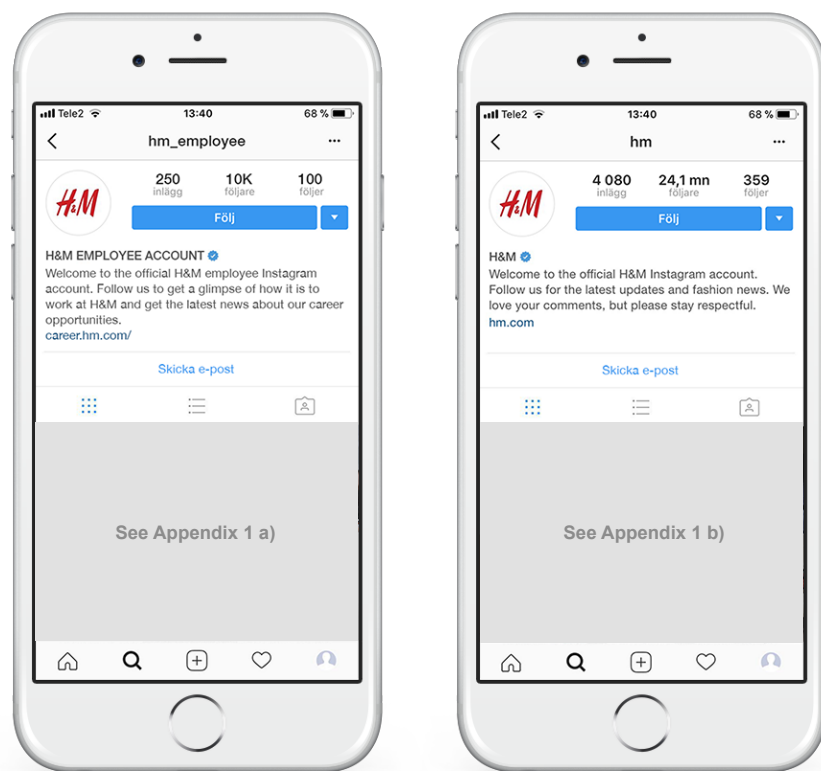 Tele2
13:40
68 %
hm_employee
H&M
250
10K
100
inlägg
följare
följer
Följ
H&M EMPLOYEE ACCOUNT
Welcome to the official H&M employee Instagram
account. Follow us to get a glimpse of how it is to
work at H&M and get the latest news about our career
opportunities.
career.hm.com/
Skicka e-post
See Appendix 1 a)
Tele2
13:40
68 %
hm
H&M
4 080
24,1 mn
359
inlägg
följare
följer
Följ
H&M
Welcome to the official H&M Instagram account.
Follow us for the latest updates and fashion news. We
love your comments, but please stay respectful.
hm.com
Skicka e-post
See Appendix 1 b)